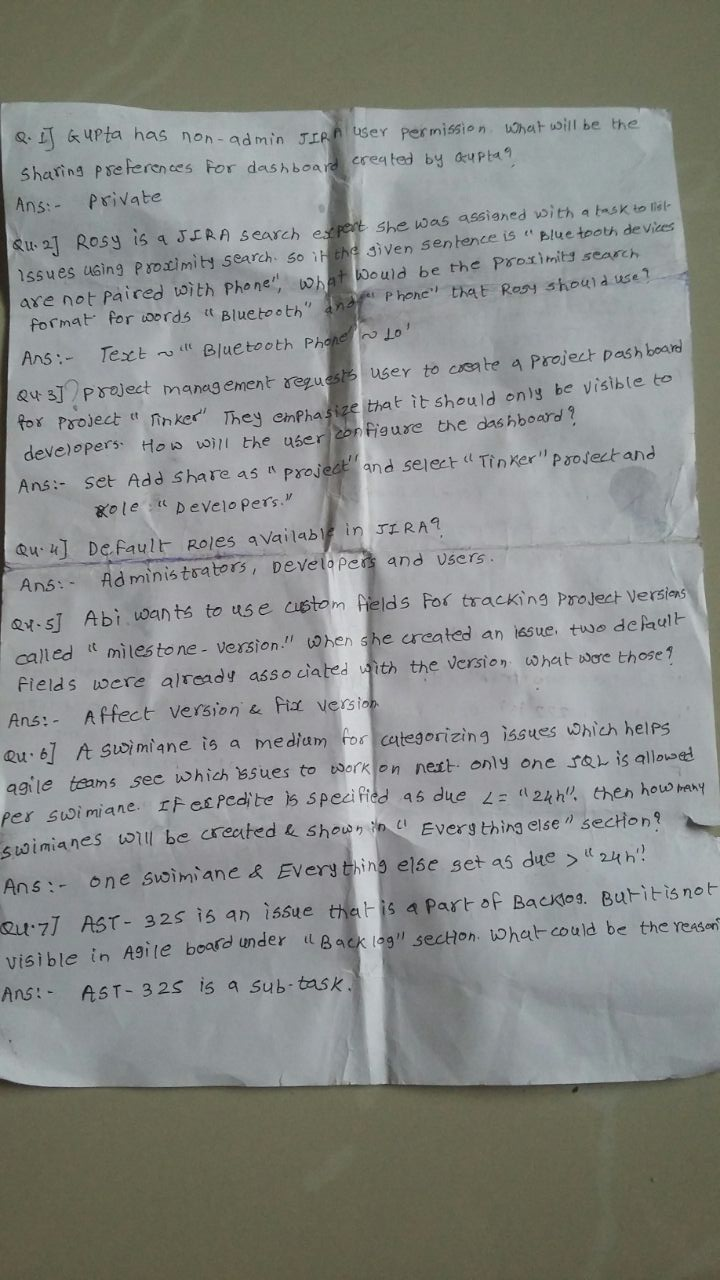 Q. 1] Gupta has non-admin JIRA user permission. What will be the
sharing preferences for dashboard created by Gupta?
Ans:- Private
Qu. 2] Rosy is a JIRA search expert she was assigned with a task to list
issues using proximity search. so if the given sentence is "Bluetooth devices
are not paired with phone", What would be the proximity search
format for words "Bluetooth" and "Phone" that Rosy should use?
Ans:- Text ~ '" Bluetooth Phone" ~ 10'
Qu 3] project management requests user to create a project Dashboard
for project "Tinker" They emphasize that it should only be visible to
developers. How will the user configure the dashboard?
Ans:- Set Add share as "project" and select "Tinker" project and
role: "Developers."
Qu. 4] Default Roles available in JIRA?
Ans:- Administrators, Developers and Users.
Qu. 5] Abi wants to use custom fields for tracking project versions
called "milestone-version." When she created an issue, two default
fields were already associated with the version. What were those?
Ans:- Affect version & fix version
Qu. 6] A swimiane is a medium for categorizing issues which helps
agile teams see which issues to work on next. only one JQL is allowed
per swimiane. If expedite is specified as due <= "24h". then how many
swimianes will be created & shown in " Everything else" section?
Ans:- one swimiane & Everything else set as due > "24h"!
Qu. 7] AST-325 is an issue that is a part of Backlog. But it is not
visible in Agile board under "Back log" section. What could be the reason
Ans:- AST-325 is a sub-task.